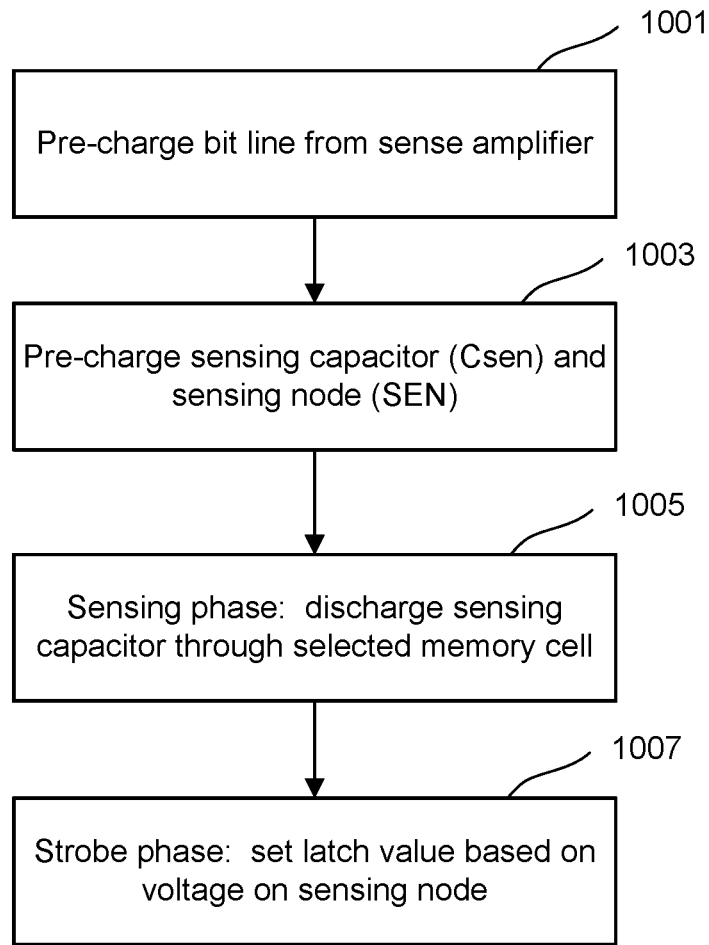 1001
Pre-charge bit line from sense amplifier
1003
Pre-charge sensing capacitor (Csen) and
sensing node (SEN)
1005
Sensing phase:  discharge sensing
capacitor through selected memory cell
1007
Strobe phase:  set latch value based on
voltage on sensing node